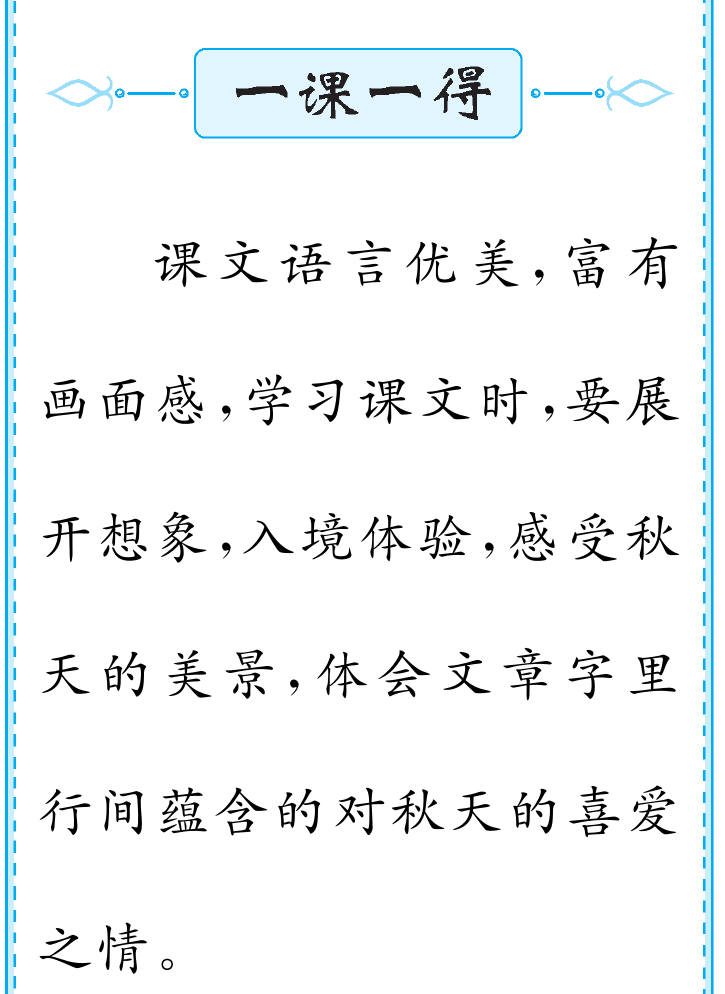 一课一得
课文语言优美,富有
画面感,学习课文时,要展
开想象,入境体验,感受秋
天的美景,体会文章字里
行间蕴含的对秋天的喜爱
之情。